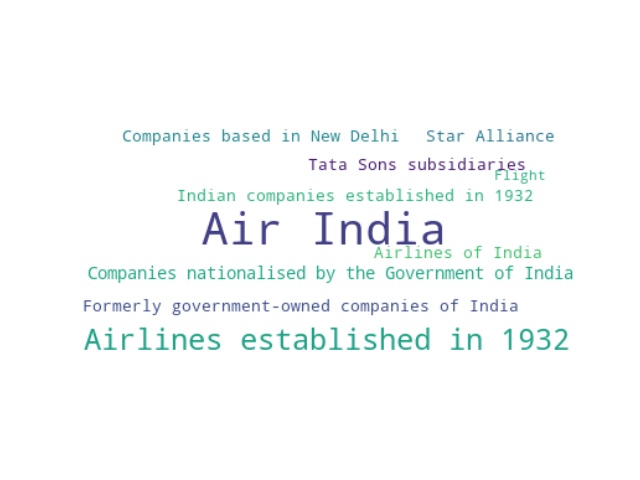 Companies based in New Delhi Star Alliance
Tata Sons subsidiaries
Flight
Indian companies established in 1932
Air India
Airlines of India
Companies nationalised by the Government of India
Formerly government-owned companies of India
Airlines established in 1932